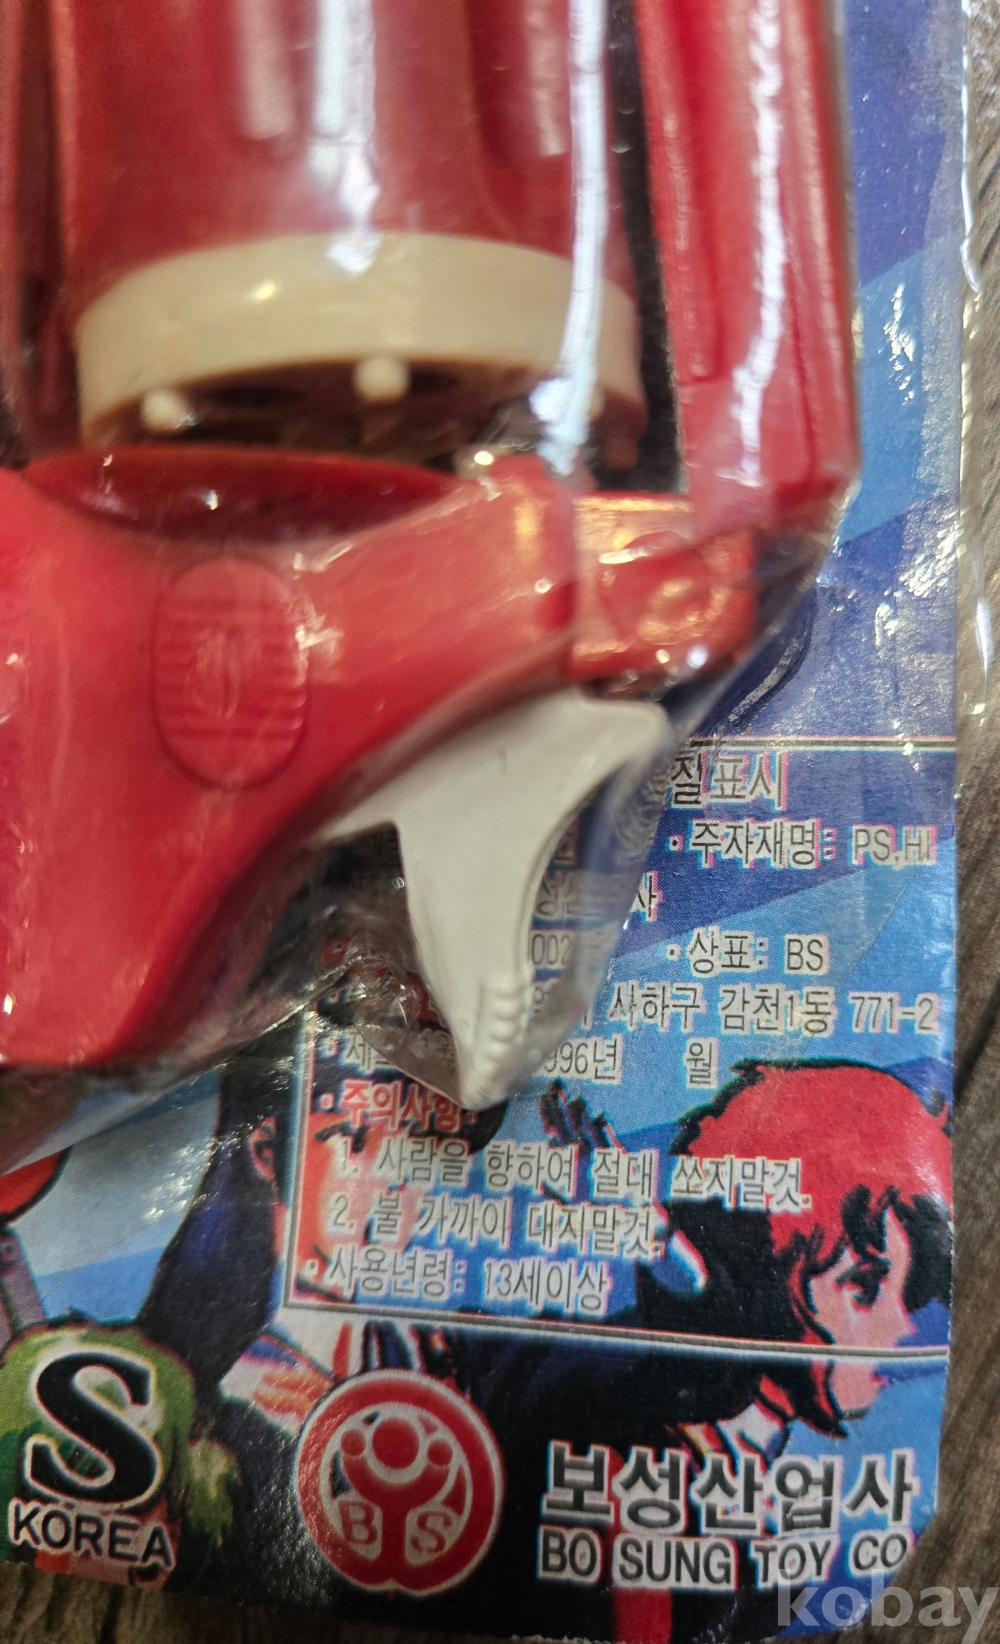 질표시
· 주자재명: PS, HI
사
002 · 상표: BS
사하구 감천1동 771-2
996년 월
· 주의사항:
1. 사람을 향하여 절대 쏘지말것.
2. 불 가까이 대지말것.
· 사용년령: 13세이상
S
KOREA
B S
보성산업사
BO SUNG TOY CO
kobay